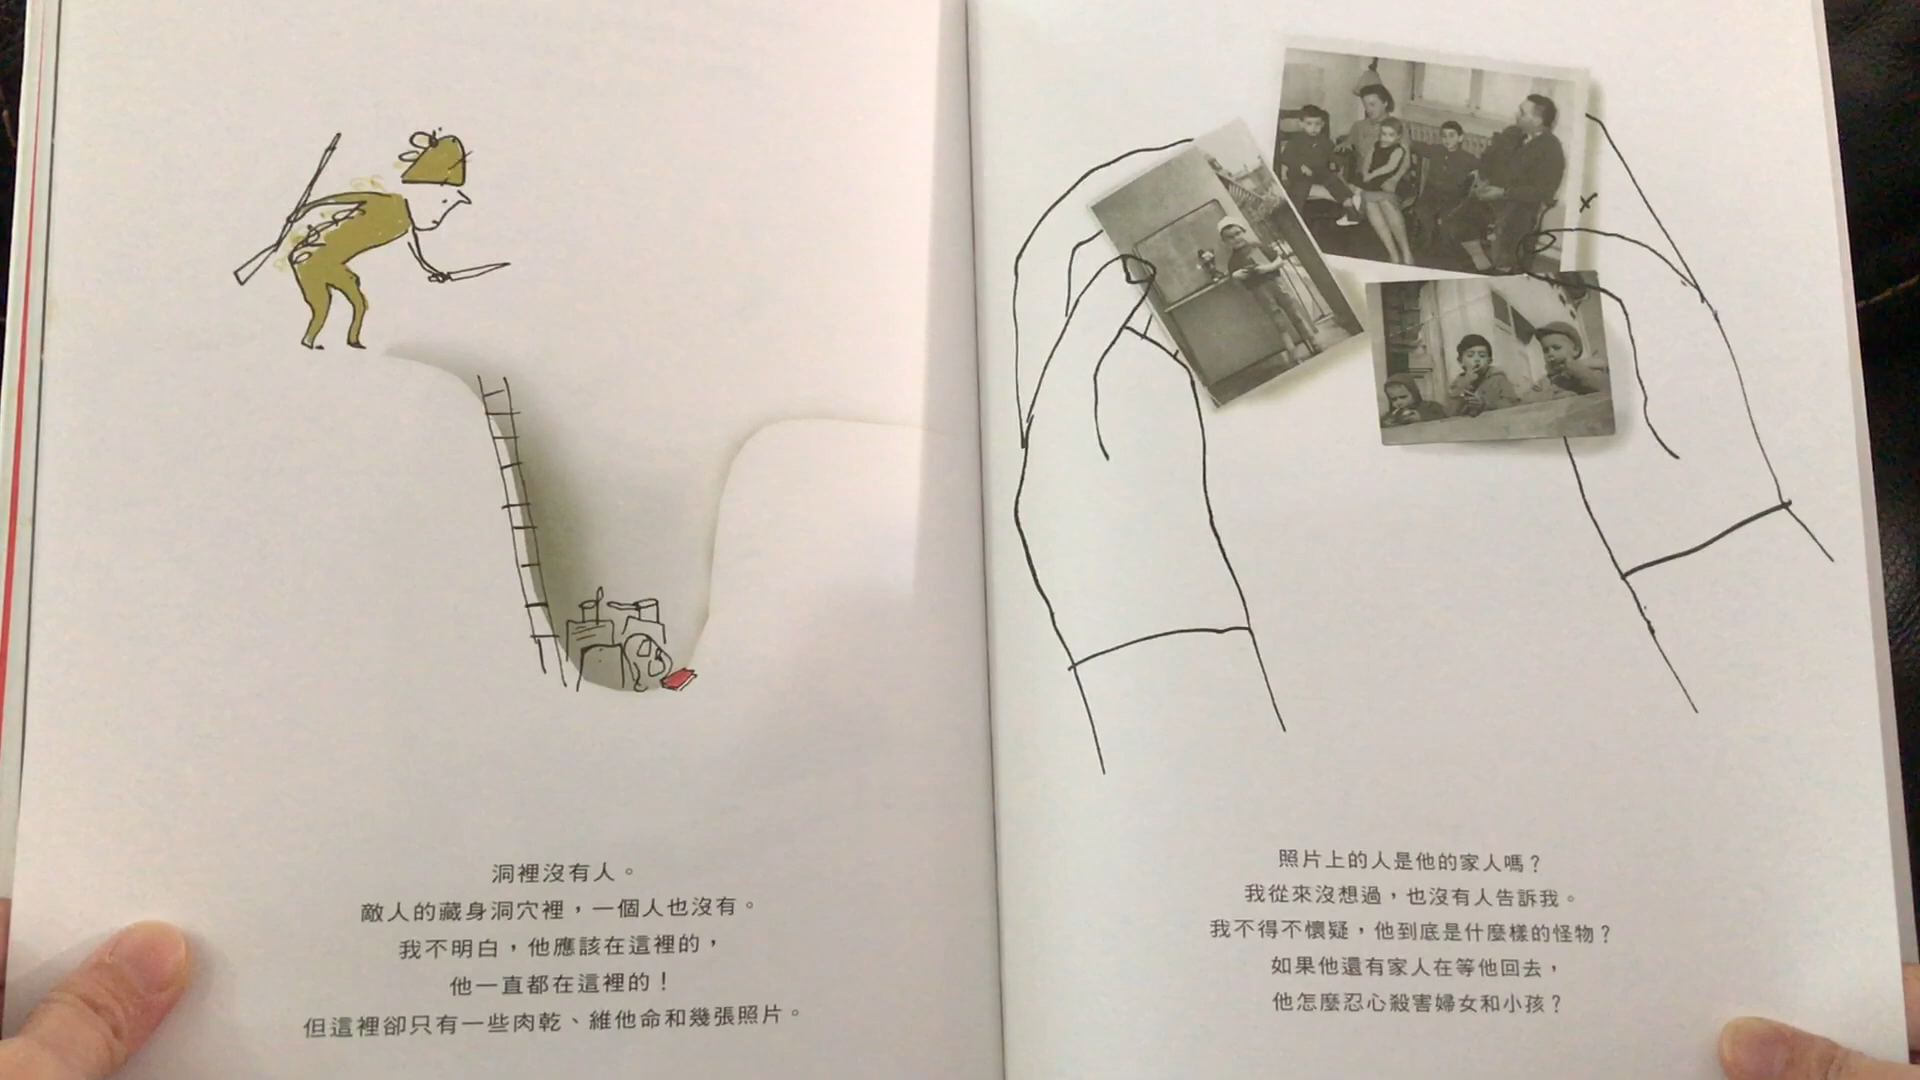 洞裡沒有人。
敵人的藏身洞穴裡，一個人也沒有。
我不明白，他應該在這裡的，
他一直都在這裡的！
但這裡卻只有一些肉乾、維他命和幾張照片。
照片上的人是他的家人嗎？
我從來沒想過，也沒有人告訴我。
我不得不懷疑，他到底是什麼樣的怪物？
如果他還有家人在等他回去，
他怎麼忍心殺害婦女和小孩？